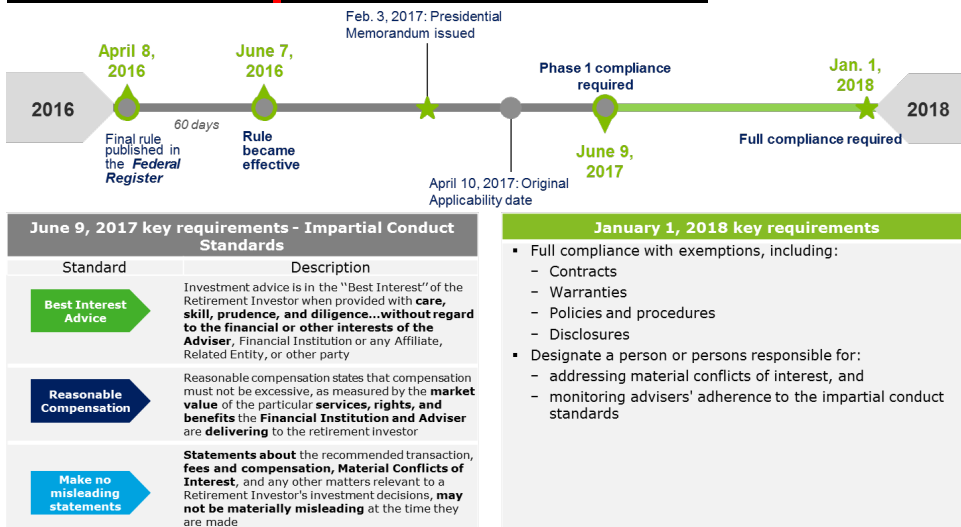 Feb. 3, 2017: Presidential
Memorandum issued
April 8,
2016
June 7,
2016
Phase 1 compliance
required
Jan. 1,
2018
2016
2018
60 days
Final rule
published in
the Federal
Register
Rule
became
effective
June 9,
2017
Full compliance required
April 10, 2017: Original
Applicability date
June 9, 2017 key requirements - Impartial Conduct
Standards
Standard
Description
Best Interest
Advice
Investment advice is in the "Best Interest" of the
Retirement Investor when provided with care,
skill, prudence, and diligence...without regard
to the financial or other interests of the
Adviser, Financial Institution or any Affiliate,
Related Entity, or other party
Reasonable
Compensation
Reasonable compensation states that compensation
must not be excessive, as measured by the market
value of the particular services, rights, and
benefits the Financial Institution and Adviser
are delivering to the retirement investor
Make no
misleading
statements
Statements about the recommended transaction,
fees and compensation, Material Conflicts of
Interest, and any other matters relevant to a
Retirement Investor's investment decisions, may
not be materially misleading at the time they
are made
January 1, 2018 key requirements
▪ Full compliance with exemptions, including:
− Contracts
− Warranties
− Policies and procedures
− Disclosures
▪ Designate a person or persons responsible for:
− addressing material conflicts of interest, and
− monitoring advisers' adherence to the impartial conduct
standards